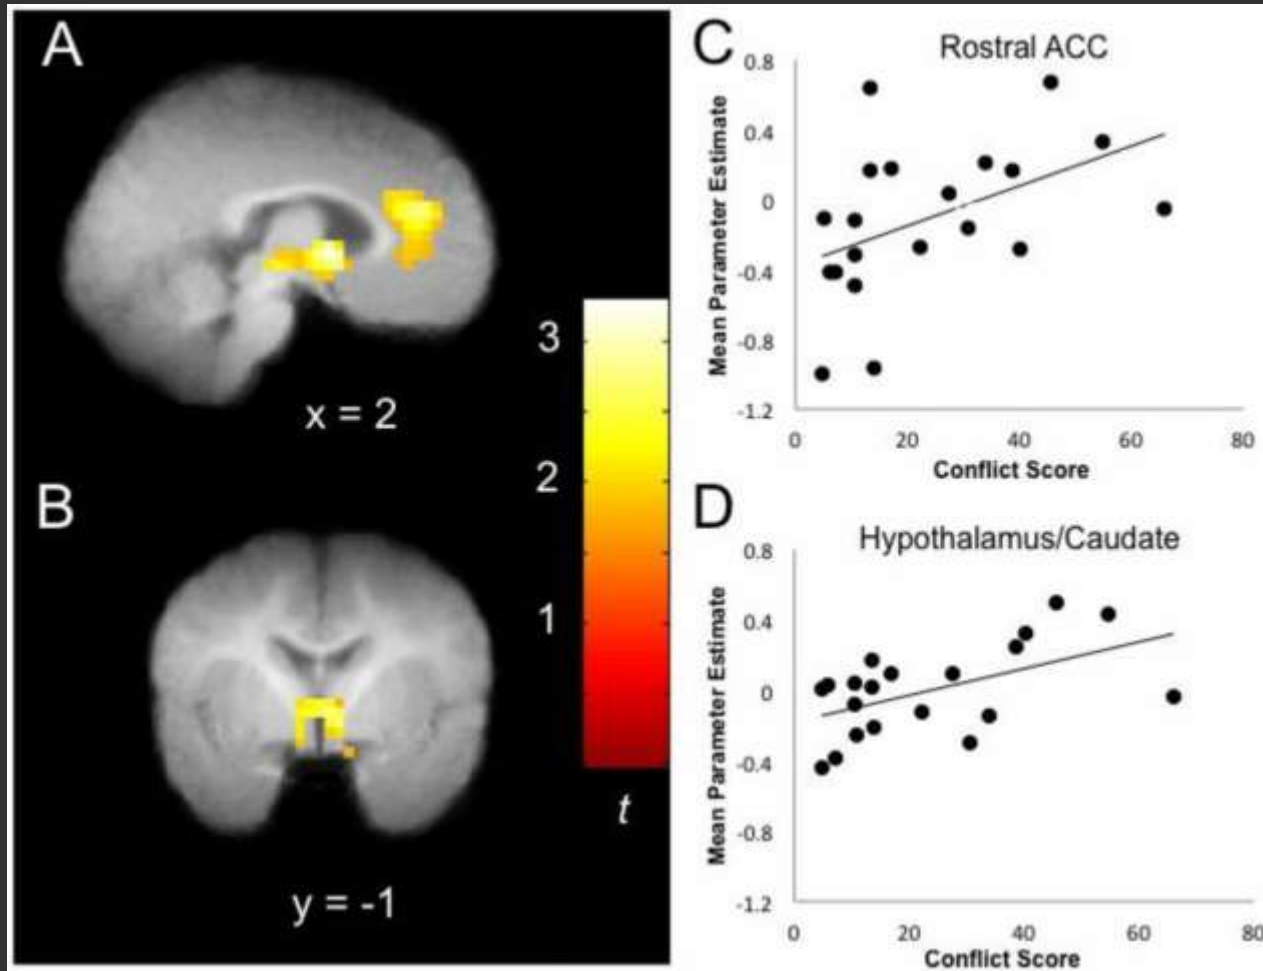 A
x = 2
B
y = -1
3
2
1
t
C
Rostral ACC
Mean Parameter Estimate
0.8
0.4
0
-0.4
-0.8
-1.2
0 20 40 60 80
Conflict Score
D
Hypothalamus/Caudate
Mean Parameter Estimate
0.8
0.4
0
-0.4
-0.8
-1.2
0 20 40 60 80
Conflict Score